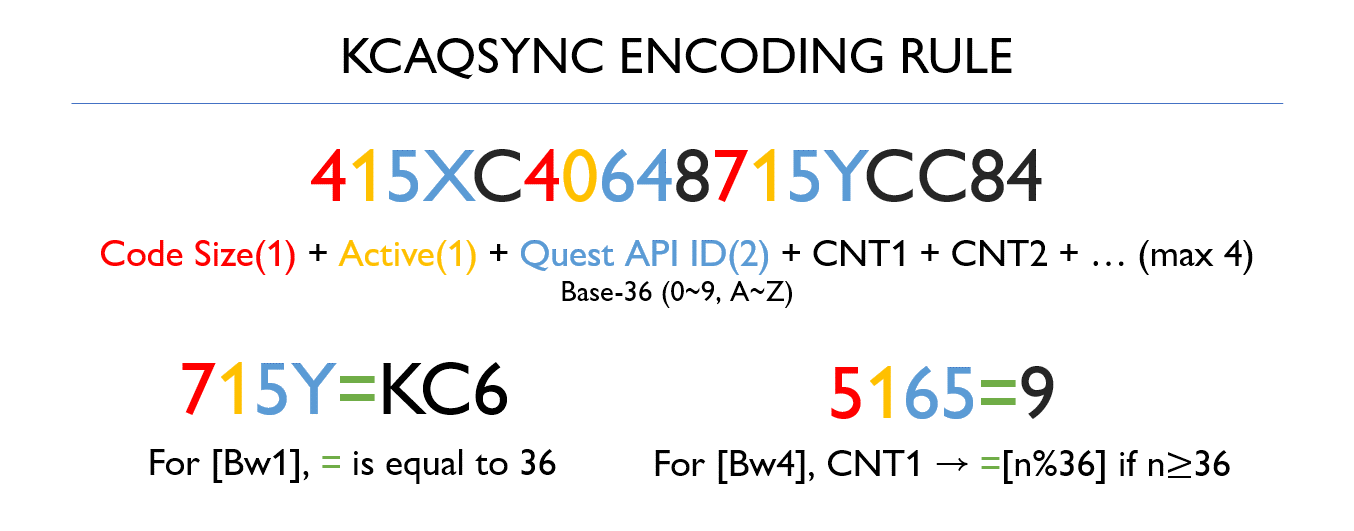 KCAQSYNC ENCODING RULE
415XC40648715YCC84
Code Size(1) + Active(1) + Quest API ID(2) + CNT1 + CNT2 + … (max 4)
Base-36 (0~9, A~Z)
715Y=KC6
For [Bw1], = is equal to 36
5165=9
For [Bw4], CNT1 → =[n%36] if n≥36